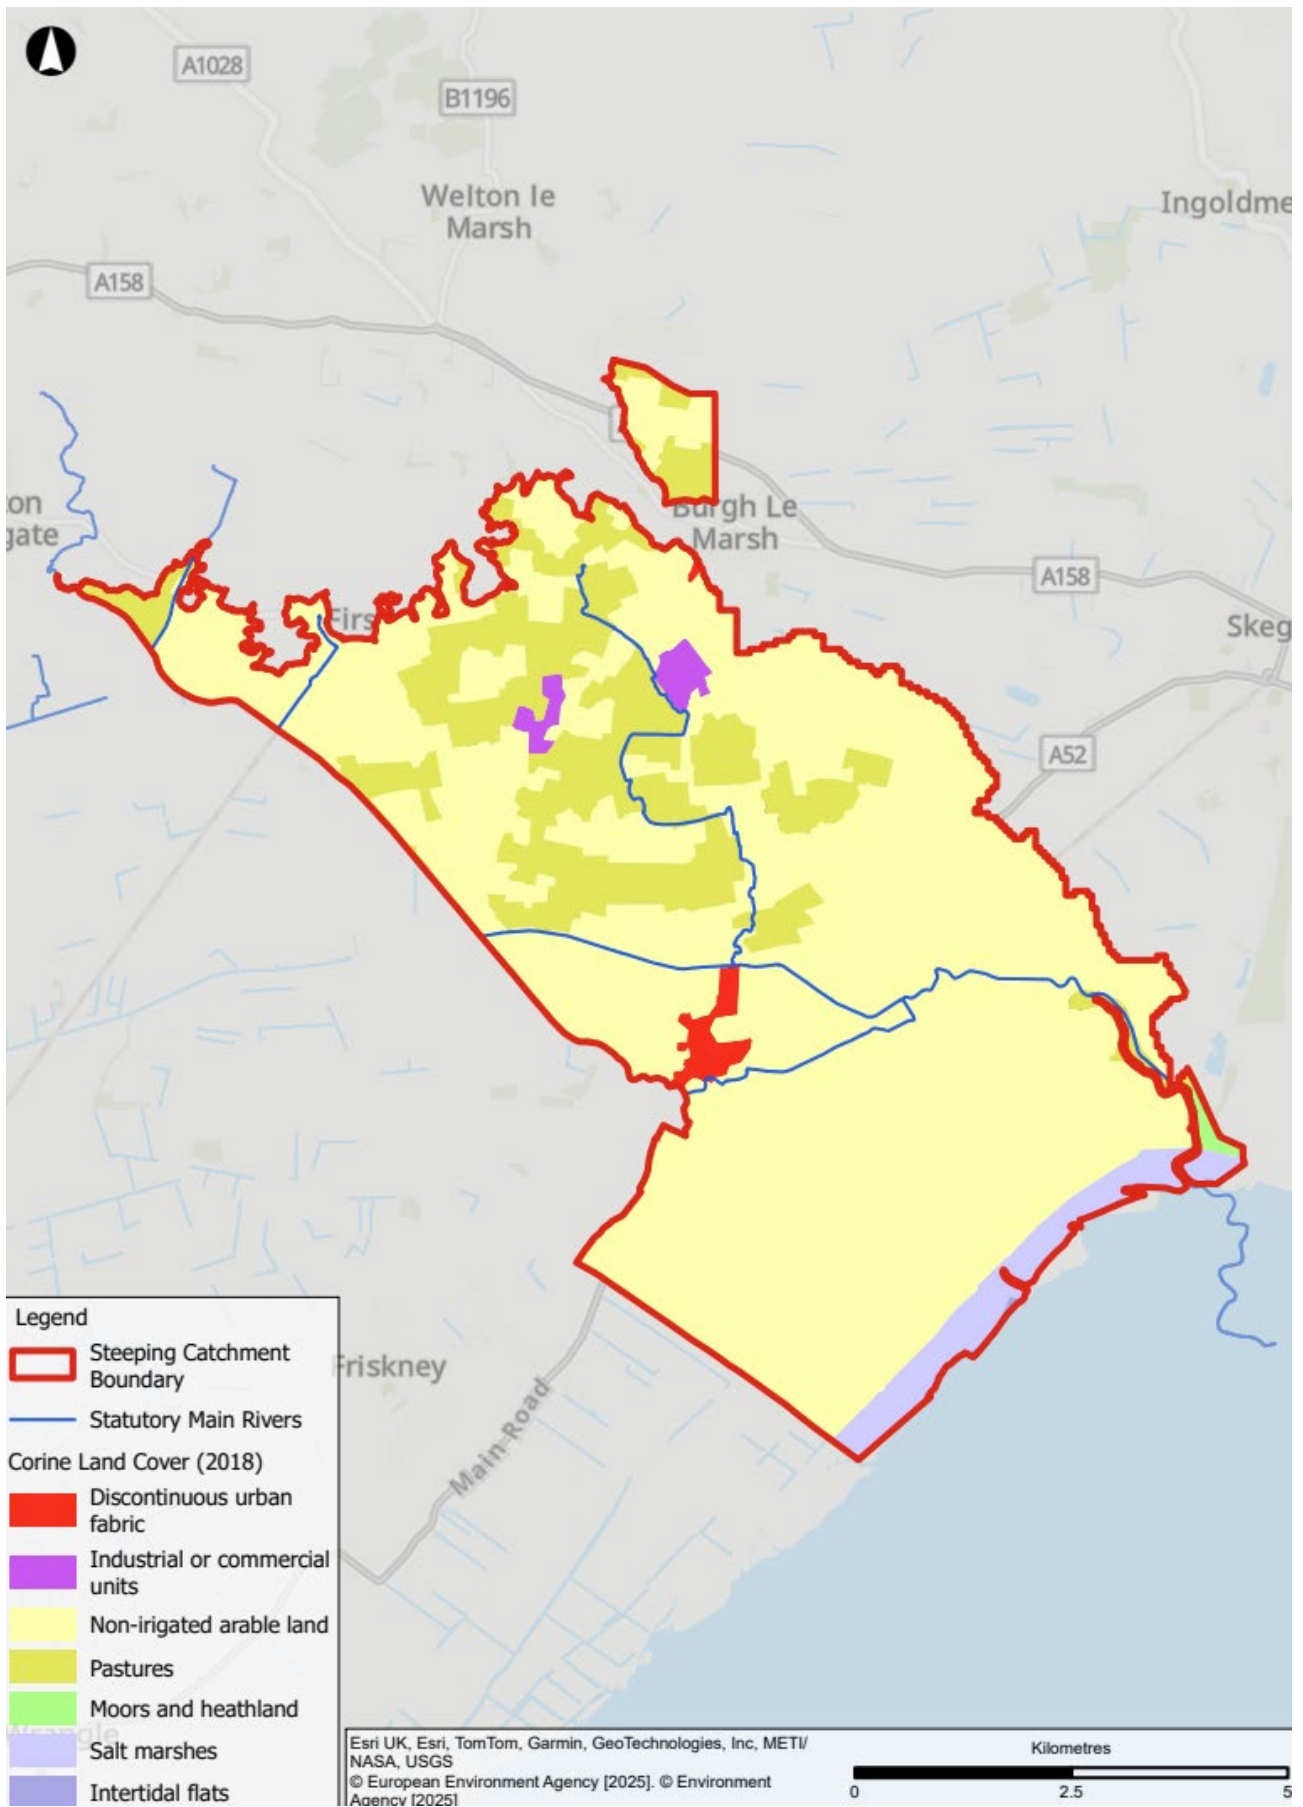 A1028
B1196
Welton le
Marsh
Ingoldme
A158
ton
gate
Burgh Le
Marsh
A158
Firs
Skeg
A52
Legend
Steeping Catchment
Boundary
Statutory Main Rivers
Corine Land Cover (2018)
Discontinuous urban
fabric
Industrial or commercial
units
Non-irigated arable land
Pastures
Moors and heathland
Salt marshes
Intertidal flats
Friskney
Main Road
Wrangle
Esri UK, Esri, TomTom, Garmin, GeoTechnologies, Inc, METI/
NASA, USGS
© European Environment Agency [2025]. © Environment
Agency [2025]
Kilometres
0 2.5 5